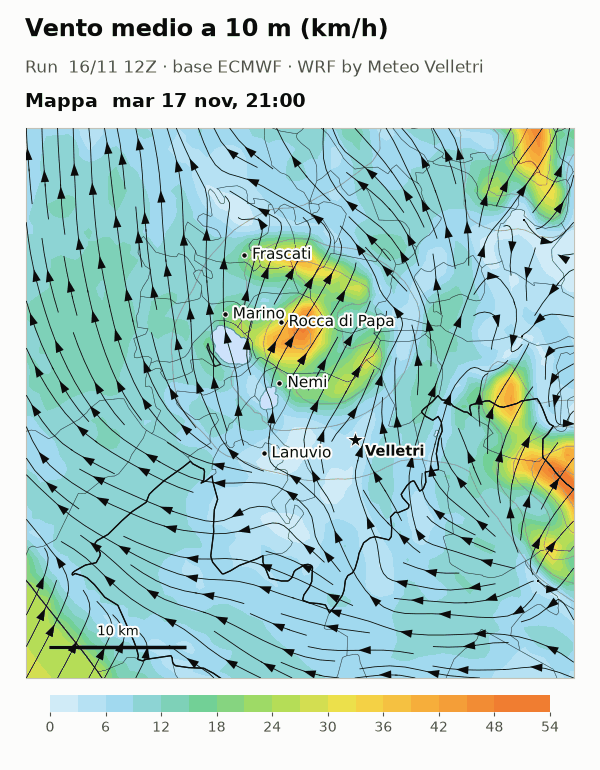 Vento medio a 10 m (km/h)
Run  16/11 12Z · base ECMWF · WRF by Meteo Velletri
Mappa  mar 17 nov, 21:00
Frascati
Marino
Rocca di Papa
Nemi
Velletri
Lanuvio
10 km
0 6 12 18 24 30 36 42 48 54